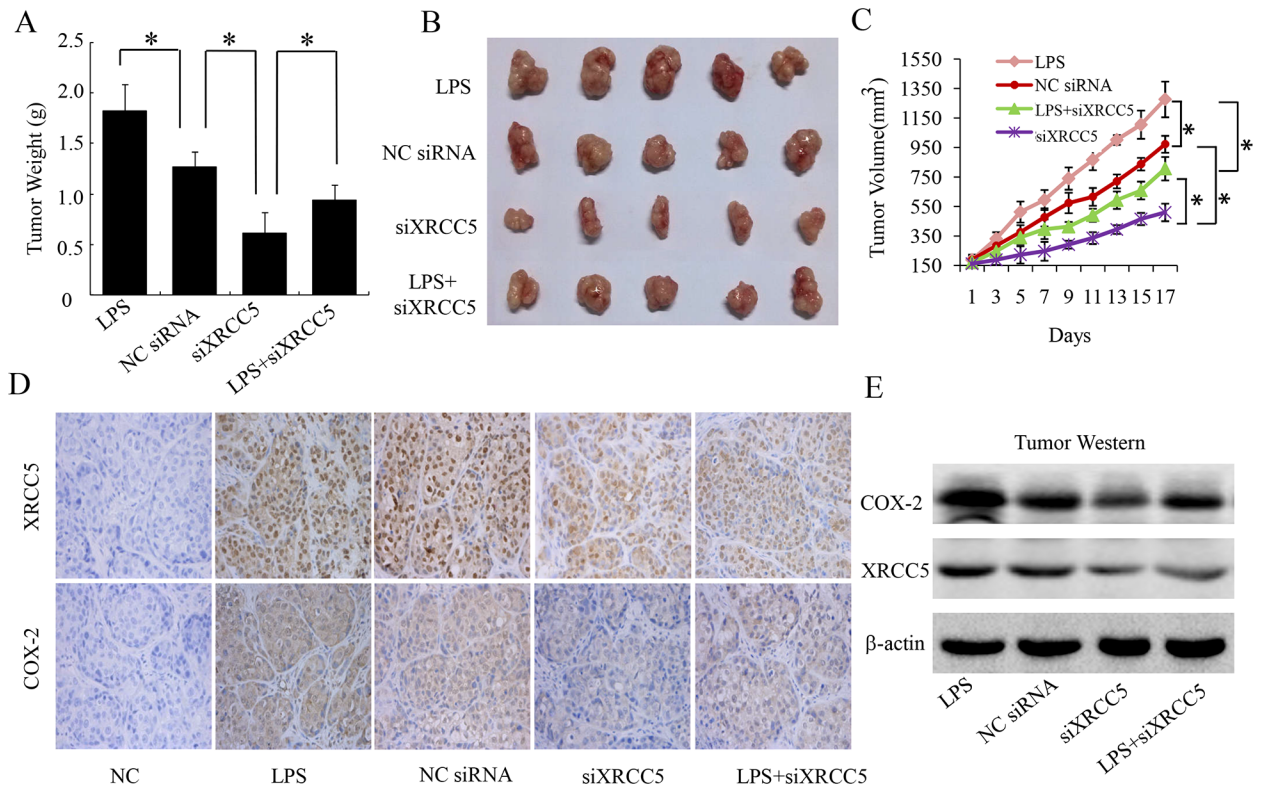 A
Tumor Weight (g)
2.5
2.0
1.5
1.0
0.5
0
* * *
LPS
NC siRNA
siXRCC5
LPS+siXRCC5
B
LPS
NC siRNA
siXRCC5
LPS+
siXRCC5
C
Tumor Volume(mm³)
1550
1350
1150
950
750
550
350
150
LPS
NC siRNA
LPS+siXRCC5
siXRCC5
*
*
*
*
1 3 5 7 9 11 13 15 17
Days
D
XRCC5
COX-2
NC LPS NC siRNA siXRCC5 LPS+siXRCC5
E
Tumor Western
COX-2
XRCC5
β-actin
LPS
NC siRNA
siXRCC5
LPS+siXRCC5